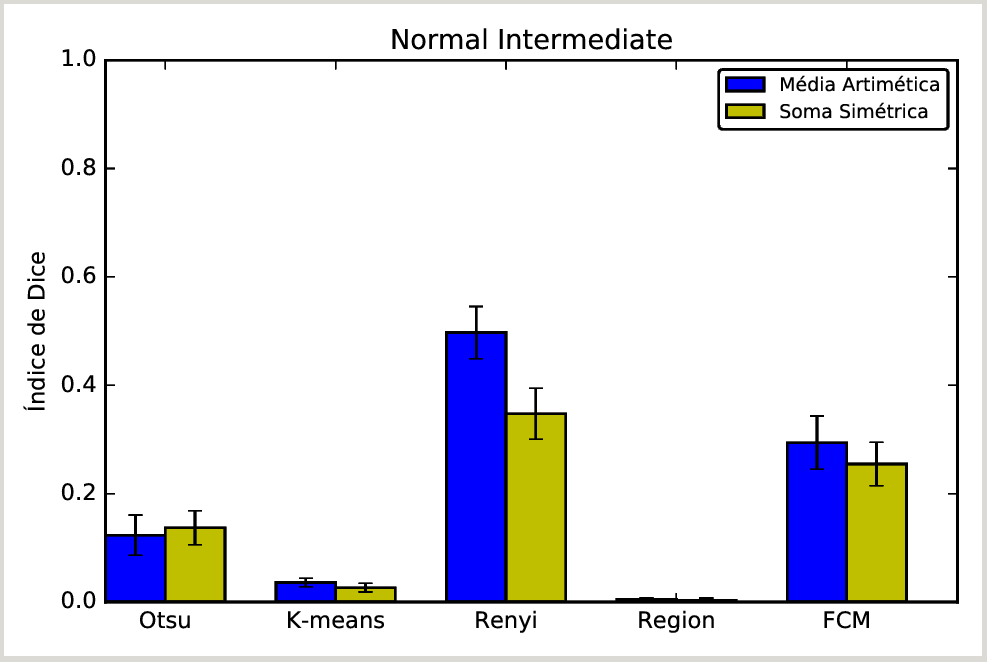 Normal Intermediate
1.0
0.8
0.6
0.4
0.2
0.0
Índice de Dice
Média Artimética
Soma Simétrica
Otsu K-means Renyi Region FCM